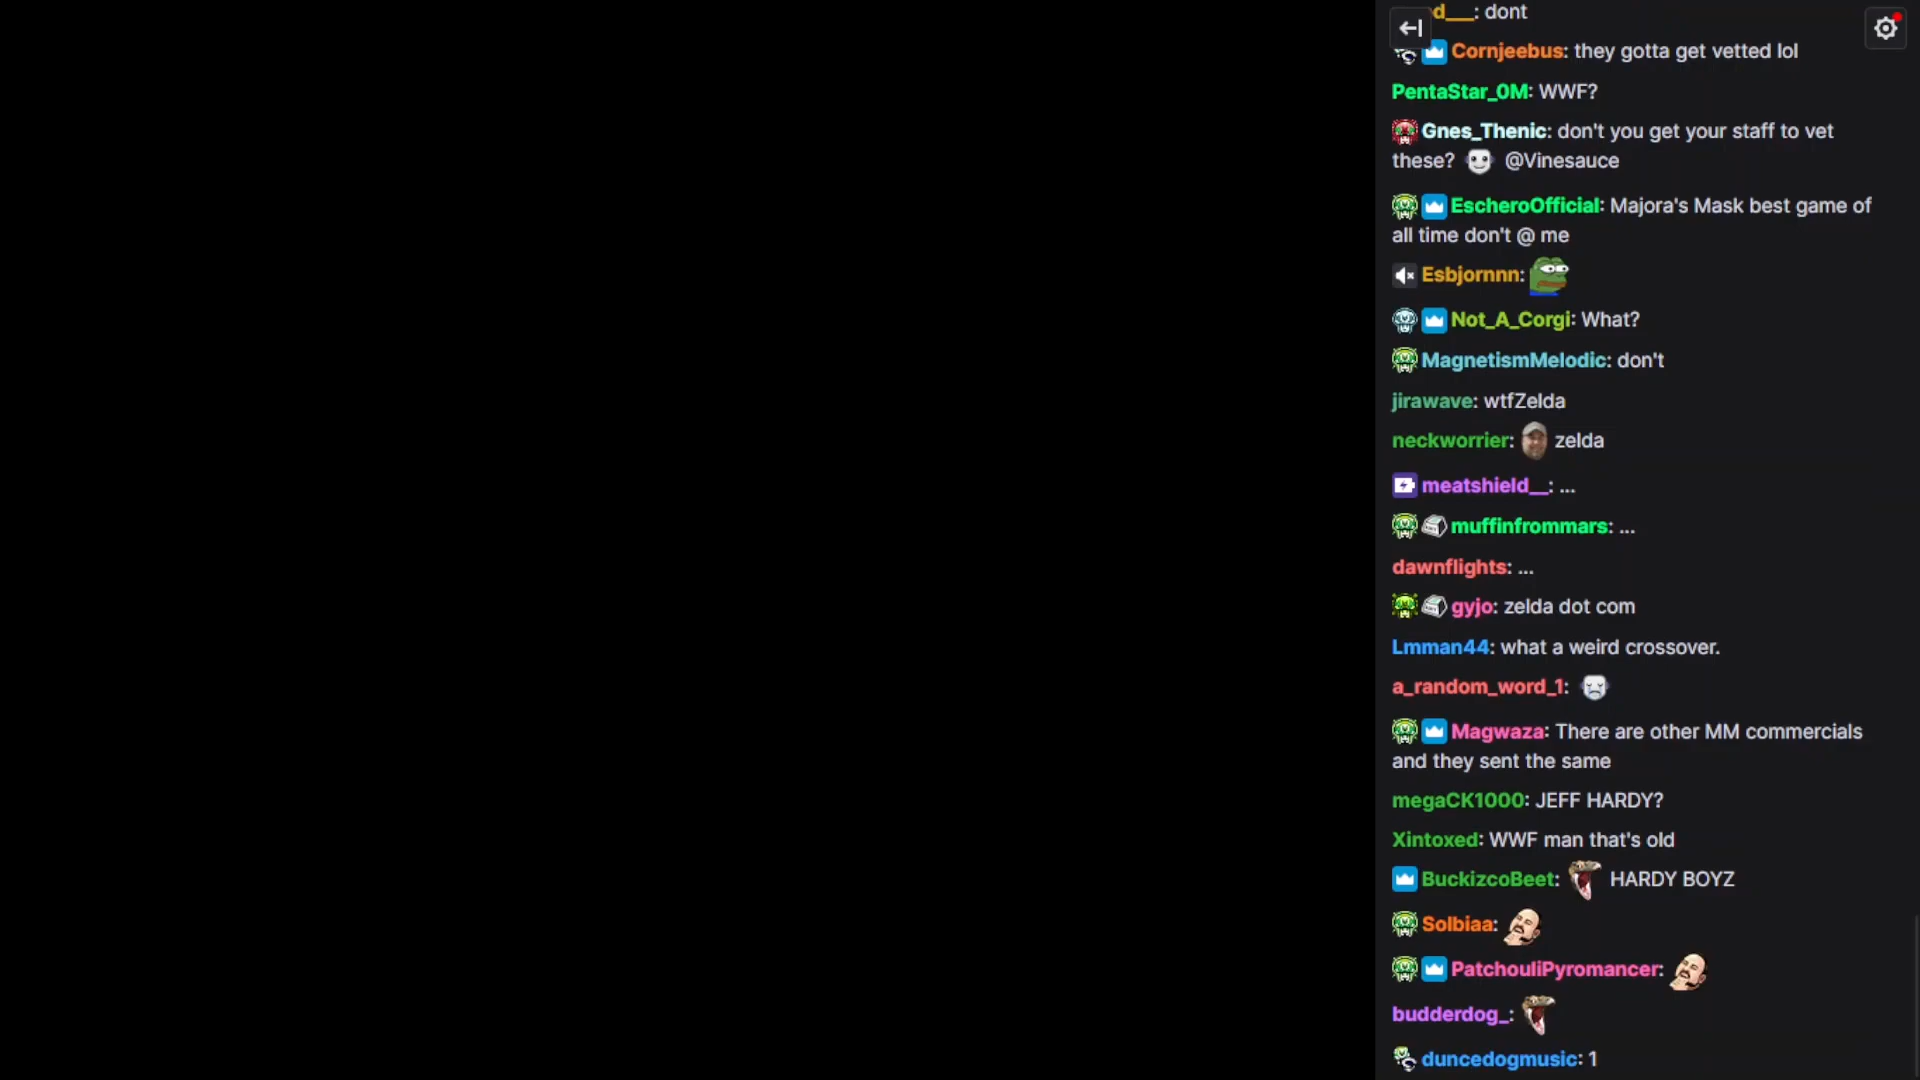 d___: dont
Cornjeebus: they gotta get vetted lol
PentaStar_0M: WWF?
Gnes_Thenic: don't you get your staff to vet
these? @Vinesauce
EscheroOfficial: Majora's Mask best game of
all time don't @ me
Esbjornnn:
Not_A_Corgi: What?
MagnetismMelodic: don't
jirawave: wtfZelda
neckworrier: zelda
meatshield__: ...
muffinfrommars: ...
dawnflights: ...
gyjo: zelda dot com
Lmman44: what a weird crossover.
a_random_word_1:
Magwaza: There are other MM commercials
and they sent the same
megaCK1000: JEFF HARDY?
Xintoxed: WWF man that's old
BuckizcoBeet: HARDY BOYZ
Solbiaa:
PatchouliPyromancer:
budderdog_:
duncedogmusic: 1